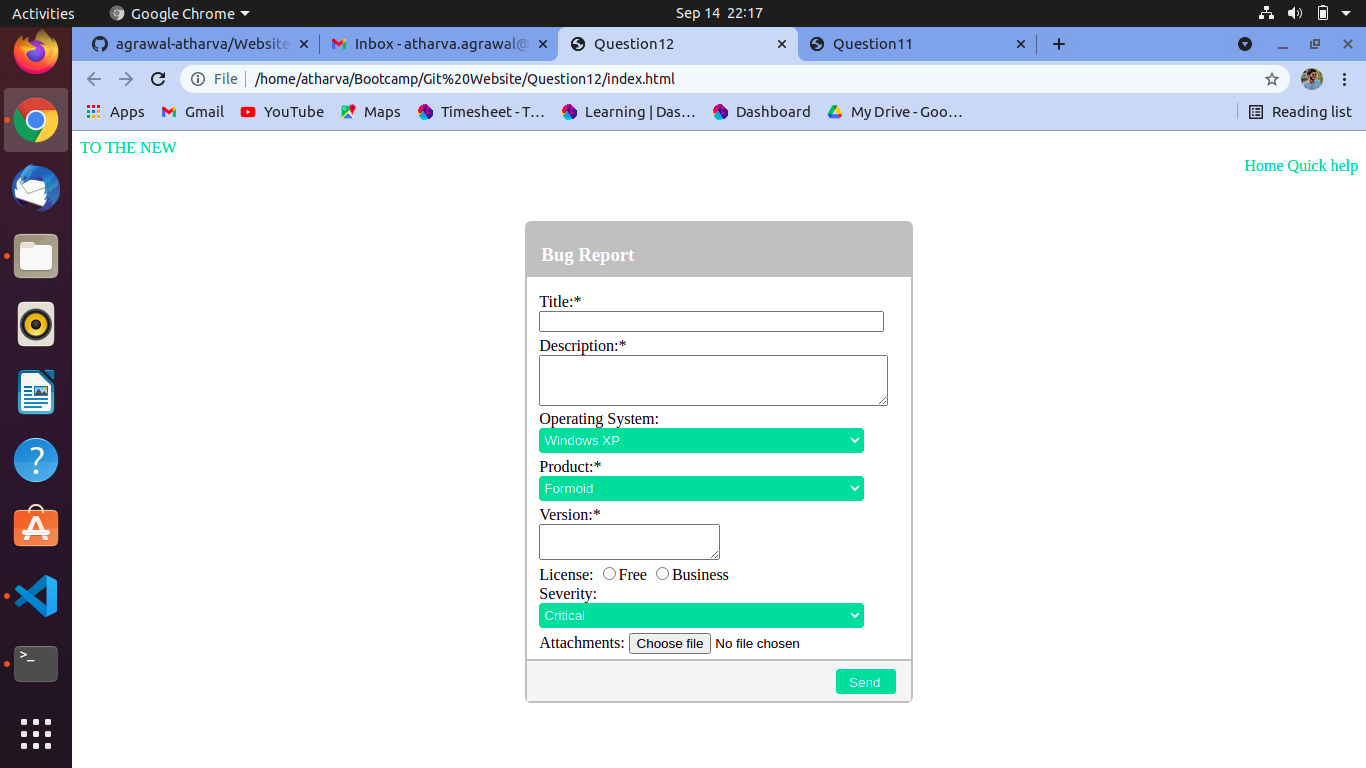 Activities Google Chrome Sep 14 22:17
agrawal-atharva/Website Inbox - atharva.agrawal@ Question12 Question11
File /home/atharva/Bootcamp/Git%20Website/Question12/index.html
Apps Gmail YouTube Maps Timesheet - T… Learning | Das… Dashboard My Drive - Goo… Reading list
TO THE NEW
Home Quick help
Bug Report
Title:*
Description:*
Operating System:
Windows XP
Product:*
Formoid
Version:*
License: Free Business
Severity:
Critical
Attachments: Choose file No file chosen
Send